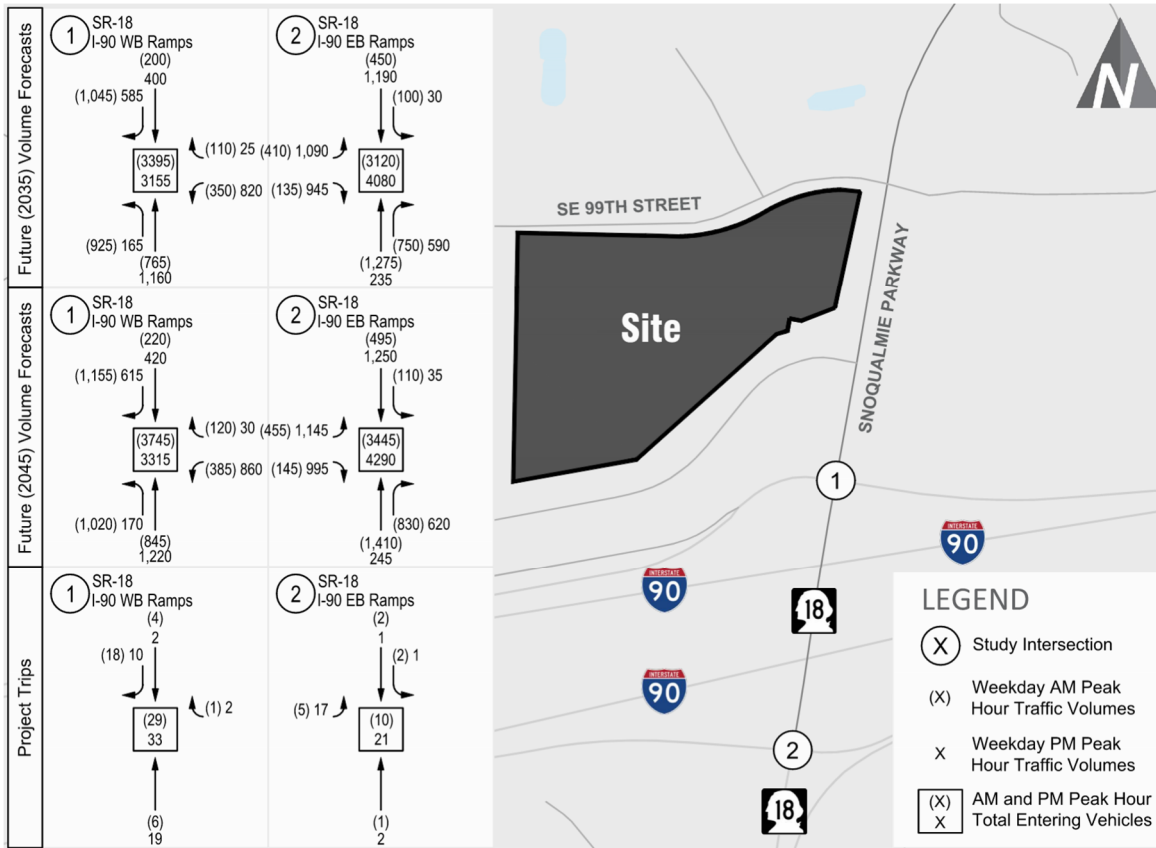 Future (2035) Volume Forecasts
1
SR-18
I-90 WB Ramps
(200)
400
(1,045) 585
(110) 25
(3395)
3155
(350) 820
(925) 165
(765)
1,160
2
SR-18
I-90 EB Ramps
(450)
1,190
(100) 30
(410) 1,090
(3120)
4080
(135) 945
(750) 590
(1,275)
235
Future (2045) Volume Forecasts
1
SR-18
I-90 WB Ramps
(220)
420
(1,155) 615
(120) 30
(3745)
3315
(385) 860
(1,020) 170
(845)
1,220
2
SR-18
I-90 EB Ramps
(495)
1,250
(110) 35
(455) 1,145
(3445)
4290
(145) 995
(830) 620
(1,410)
245
Project Trips
1
SR-18
I-90 WB Ramps
(4)
2
(18) 10
(1) 2
(29)
33
(6)
19
2
SR-18
I-90 EB Ramps
(2)
1
(2) 1
(5) 17
(10)
21
(1)
2
N
SE 99TH STREET
SNOQUALMIE PARKWAY
Site
1
INTERSTATE
90
INTERSTATE
90
18
INTERSTATE
90
2
18
LEGEND
X
Study Intersection
(X)
Weekday AM Peak
Hour Traffic Volumes
X
Weekday PM Peak
Hour Traffic Volumes
(X)
X
AM and PM Peak Hour
Total Entering Vehicles